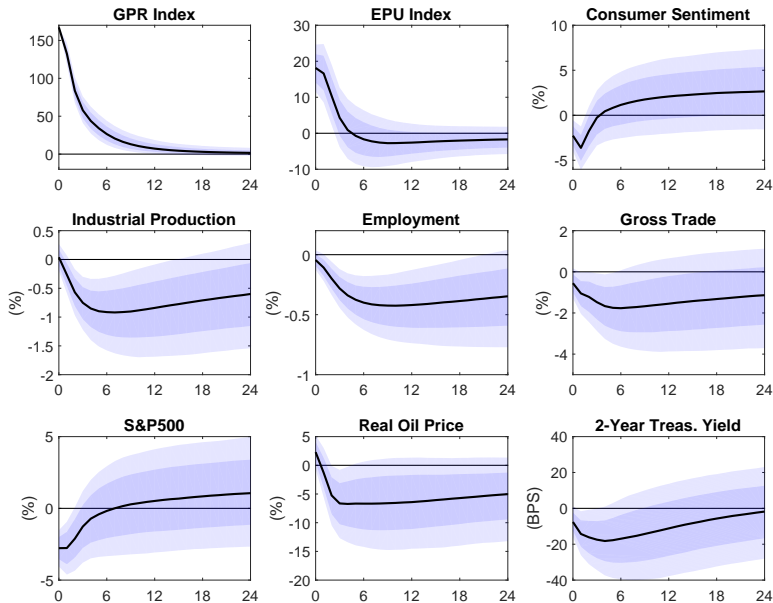 GPR Index
150
100
50
0
0 6 12 18 24
EPU Index
30
20
10
0
-10
0 6 12 18 24
Consumer Sentiment
(%)
10
5
0
-5
0 6 12 18 24
Industrial Production
(%)
0.5
0
-0.5
-1
-1.5
-2
0 6 12 18 24
Employment
(%)
0
-0.5
-1
0 6 12 18 24
Gross Trade
(%)
2
0
-2
-4
-6
0 6 12 18 24
S&P500
(%)
5
0
-5
0 6 12 18 24
Real Oil Price
(%)
5
0
-5
-10
-15
-20
0 6 12 18 24
2-Year Treas. Yield
(BPS)
40
20
0
-20
-40
0 6 12 18 24